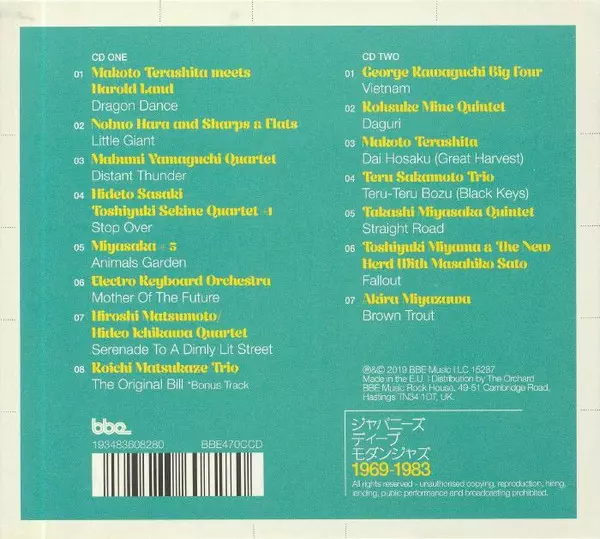 CD ONE
01 Makoto Terashita meets
Harold Land
Dragon Dance
02 Nobuo Hara and Sharps & Flats
Little Giant
03 Mabumi Yamaguchi Quartet
Distant Thunder
04 Hideto Sasaki
Toshiyuki Sekine Quartet +1
Stop Over
05 Miyasaka + 5
Animals Garden
06 Electro Keyboard Orchestra
Mother Of The Future
07 Hiroshi Matsumoto/
Hideo Ichikawa Quartet
Serenade To A Dimly Lit Street
08 Koichi Matsukaze Trio
The Original Bill *Bonus Track
CD TWO
01 George Kawaguchi Big Four
Vietnam
02 Kohsuke Mine Quintet
Daguri
03 Makoto Terashita
Dai Hosaku (Great Harvest)
04 Teru Sakamoto Trio
Teru-Teru Bozu (Black Keys)
05 Takashi Miyasaka Quintet
Straight Road
06 Toshiyuki Miyama & The New
Herd With Masahiko Sato
Fallout
07 Akira Miyazawa
Brown Trout
℗&© 2019 BBE Music | LC 15287
Made in the E.U. | Distribution by The Orchard
BBE Music Rock House, 49-51 Cambridge Road,
Hastings TN34 1DT, UK.
bbe
193483608280 BBE470CCD
ジャパニーズ
ディープ
モダンジャズ
1969-1983
All rights reserved - unauthorised copying, reproduction, hiring,
lending, public performance and broadcasting prohibited.